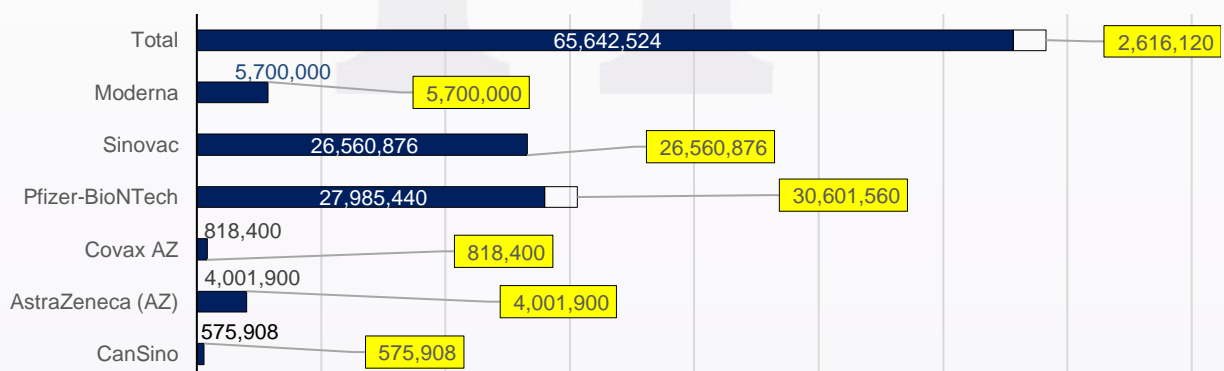 Total 65,642,524 2,616,120
5,700,000
Moderna 5,700,000
Sinovac 26,560,876 26,560,876
Pfizer-BioNTech 27,985,440 30,601,560
818,400
Covax AZ 818,400
4,001,900
AstraZeneca (AZ) 4,001,900
575,908
CanSino 575,908